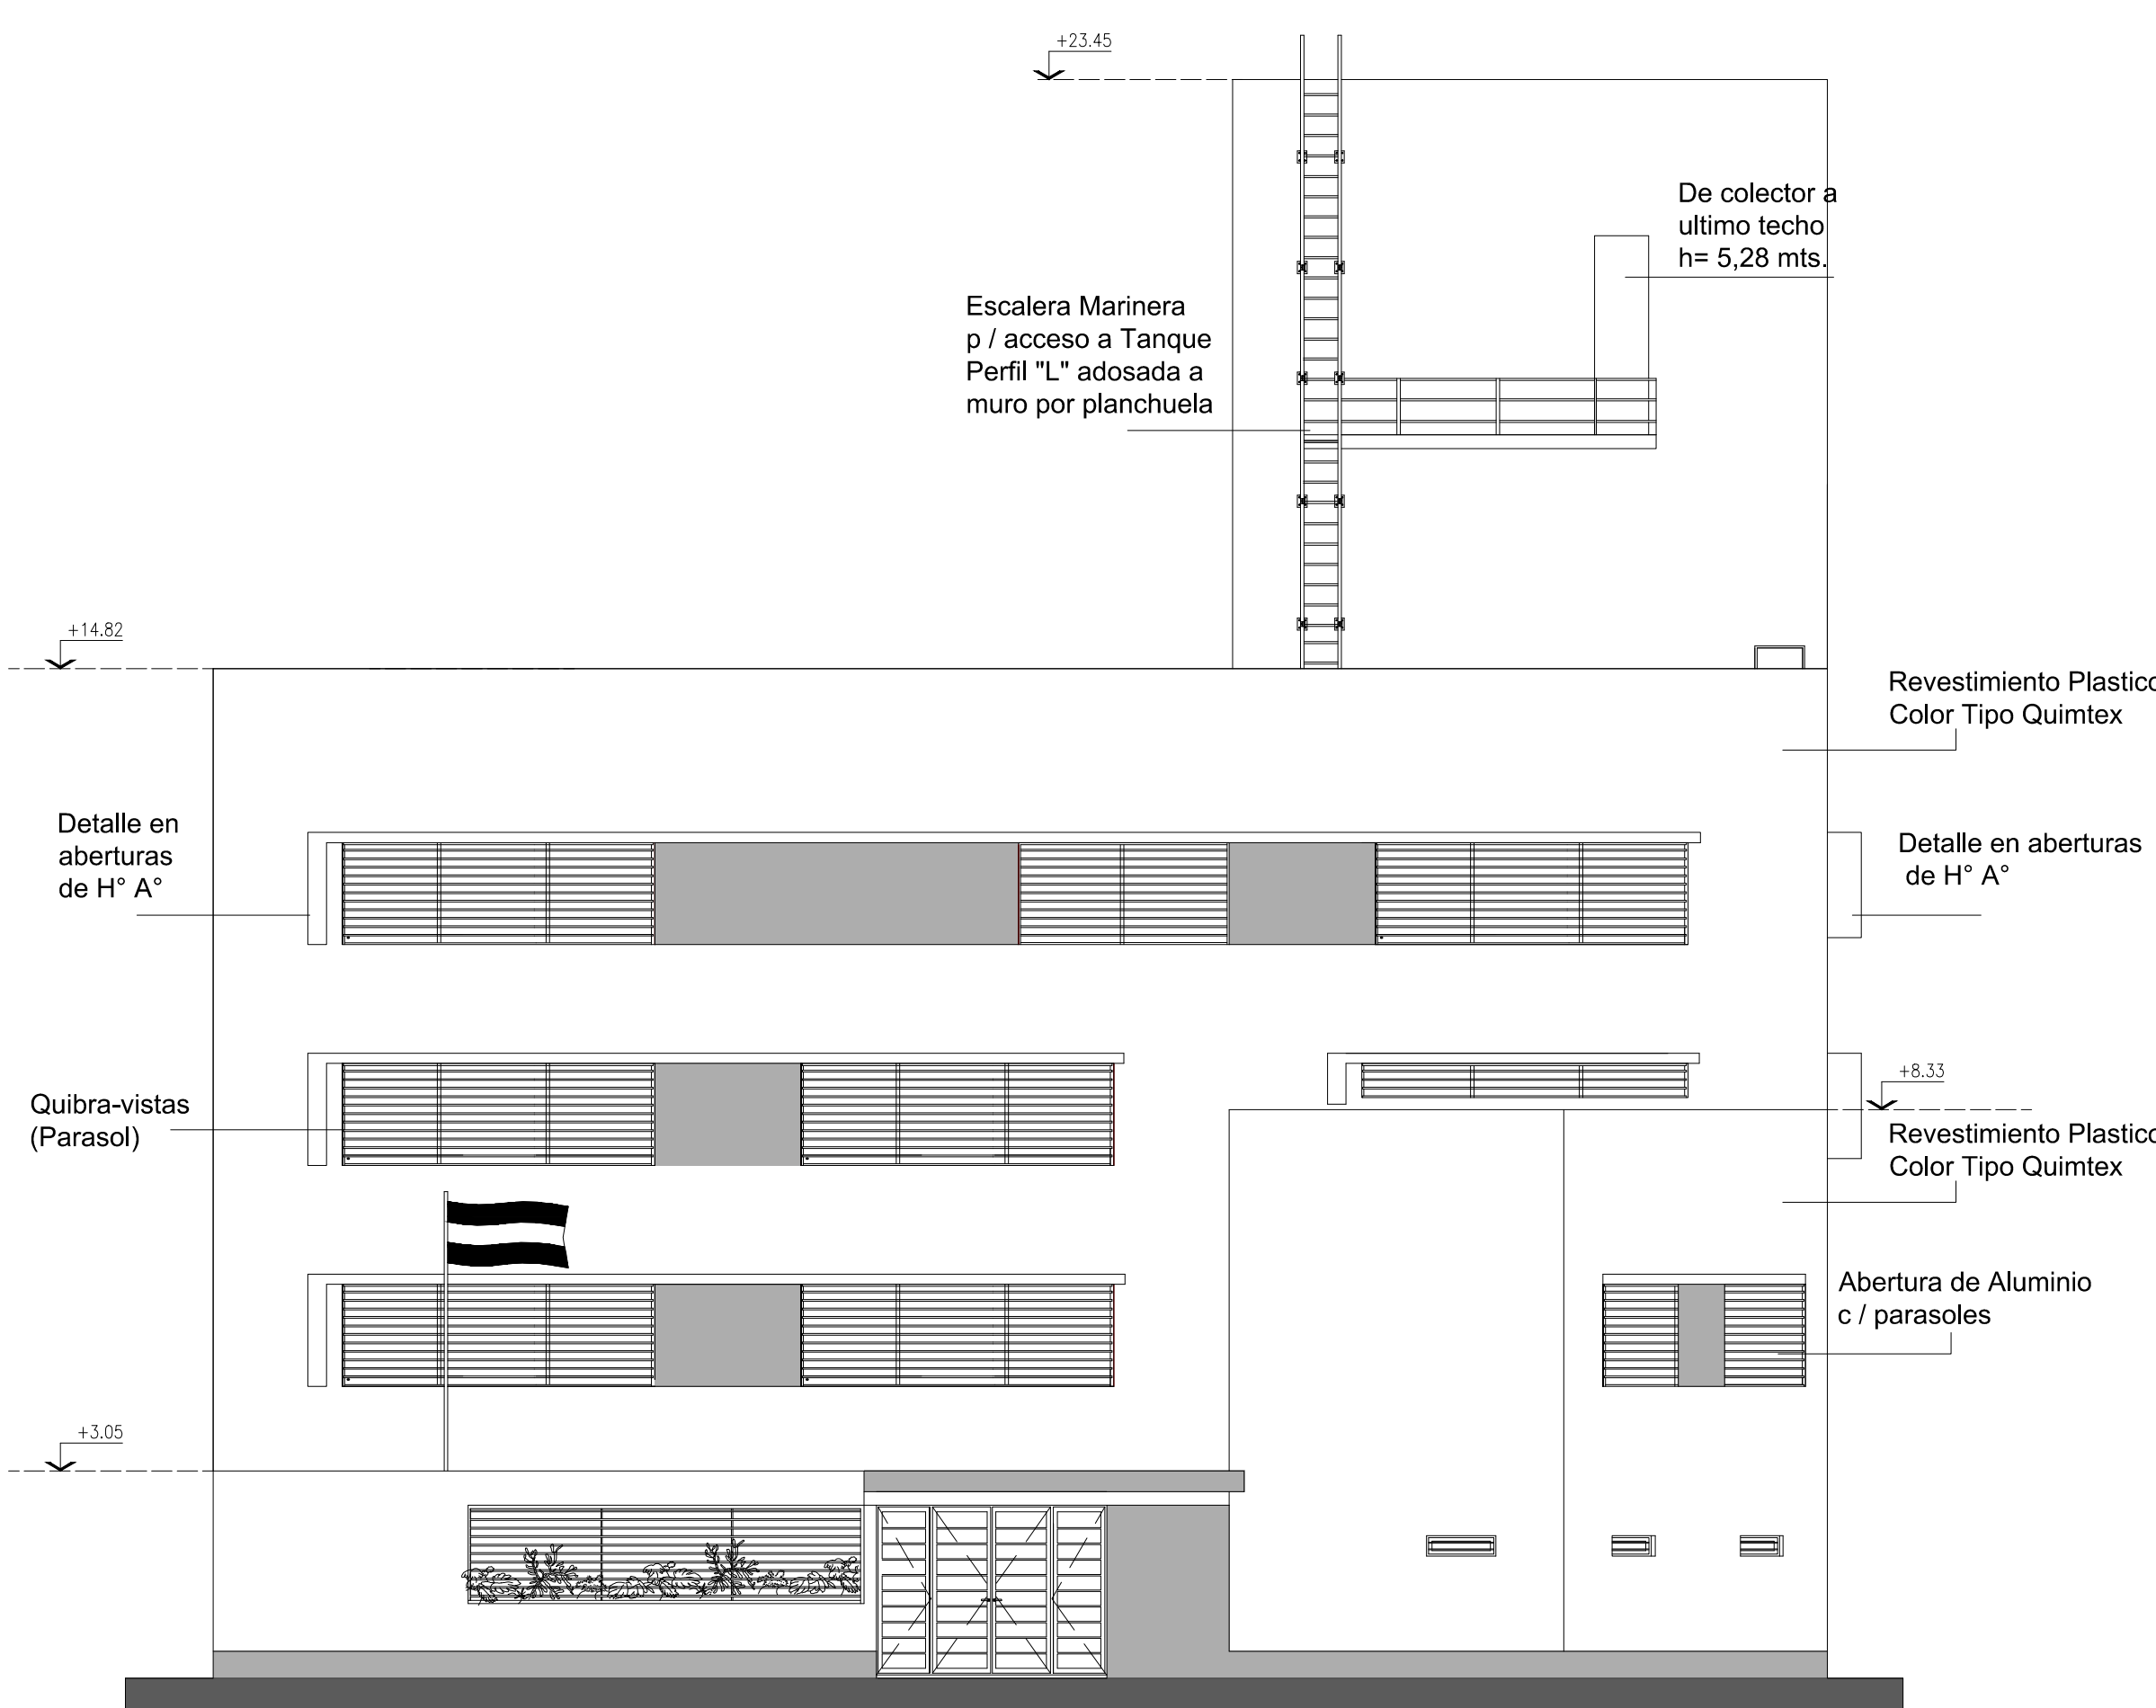 +23.45
De colector a
ultimo techo
h= 5,28 mts.
Escalera Marinera
p / acceso a Tanque
Perfil "L" adosada a
muro por planchuela
+14.82
Revestimiento Plastico
Color Tipo Quimtex
Detalle en
aberturas
de H° A°
Detalle en aberturas
de H° A°
+8.33
Quibra-vistas
(Parasol)
Revestimiento Plastico
Color Tipo Quimtex
Abertura de Aluminio
c / parasoles
+3.05